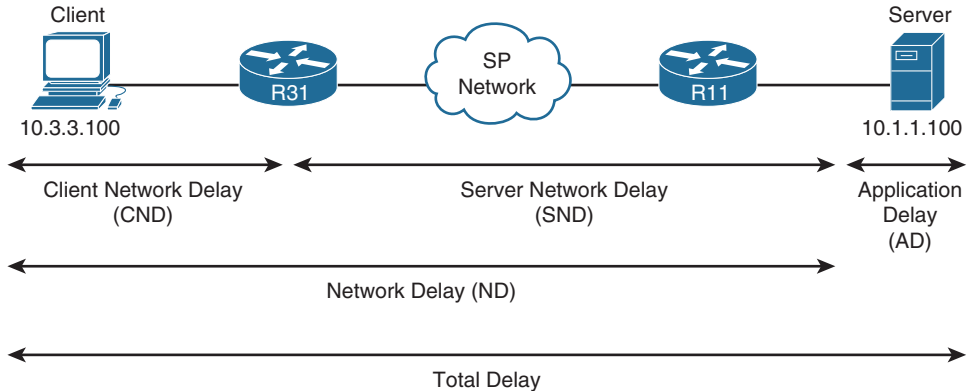 Client
Server
SP
Network
R31
R11
10.3.3.100
10.1.1.100
Client Network Delay
(CND)
Server Network Delay
(SND)
Application
Delay
(AD)
Network Delay (ND)
Total Delay